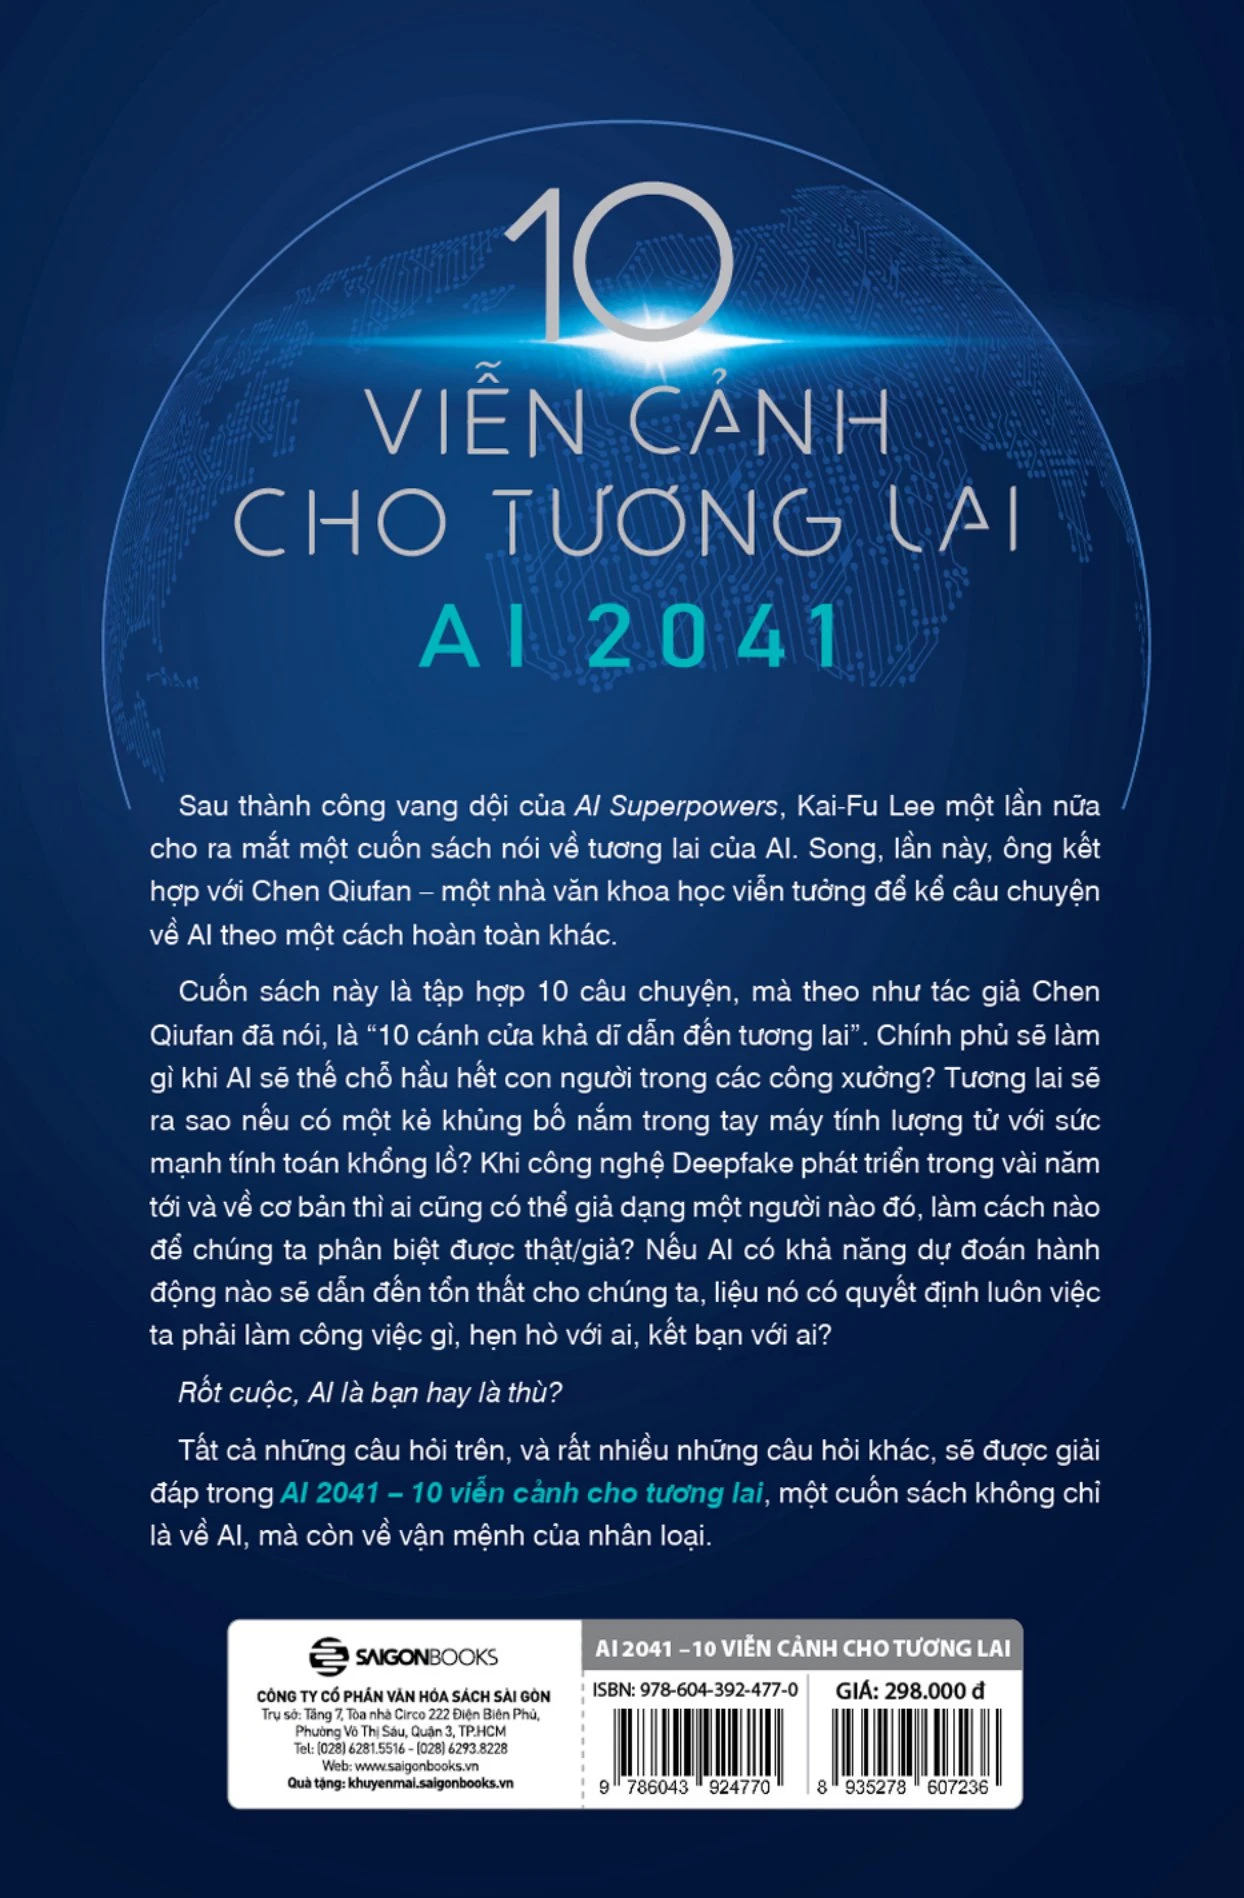 10
VIỄN CẢNH
CHO TƯƠNG LAI
AI 2041
Sau thành công vang dội của AI Superpowers, Kai-Fu Lee một lần nữa
cho ra mắt một cuốn sách nói về tương lai của AI. Song, lần này, ông kết
hợp với Chen Qiufan – một nhà văn khoa học viễn tưởng để kể câu chuyện
về AI theo một cách hoàn toàn khác.
Cuốn sách này là tập hợp 10 câu chuyện, mà theo như tác giả Chen
Qiufan đã nói, là “10 cánh cửa khả dĩ dẫn đến tương lai”. Chính phủ sẽ làm
gì khi AI sẽ thế chỗ hầu hết con người trong các công xưởng? Tương lai sẽ
ra sao nếu có một kẻ khủng bố nắm trong tay máy tính lượng tử với sức
mạnh tính toán khổng lồ? Khi công nghệ Deepfake phát triển trong vài năm
tới và về cơ bản thì ai cũng có thể giả dạng một người nào đó, làm cách nào
để chúng ta phân biệt được thật/giả? Nếu AI có khả năng dự đoán hành
động nào sẽ dẫn đến tổn thất cho chúng ta, liệu nó có quyết định luôn việc
ta phải làm công việc gì, hẹn hò với ai, kết bạn với ai?
Rốt cuộc, AI là bạn hay là thù?
Tất cả những câu hỏi trên, và rất nhiều những câu hỏi khác, sẽ được giải
đáp trong AI 2041 – 10 viễn cảnh cho tương lai, một cuốn sách không chỉ
là về AI, mà còn về vận mệnh của nhân loại.
SAIGONBOOKS
CÔNG TY CỔ PHẦN VĂN HÓA SÁCH SÀI GÒN
Trụ sở: Tầng 7, Tòa nhà Circo 222 Điện Biên Phủ,
Phường Võ Thị Sáu, Quận 3, TP.HCM
Tel: (028) 6281.5516 - (028) 6293.8228
Web: www.saigonbooks.vn
Quà tặng: khuyenmai.saigonbooks.vn
AI 2041 –10 VIỄN CẢNH CHO TƯƠNG LAI
ISBN: 978-604-392-477-0
9 786043 924770
GIÁ: 298.000 đ
8 935278 607236